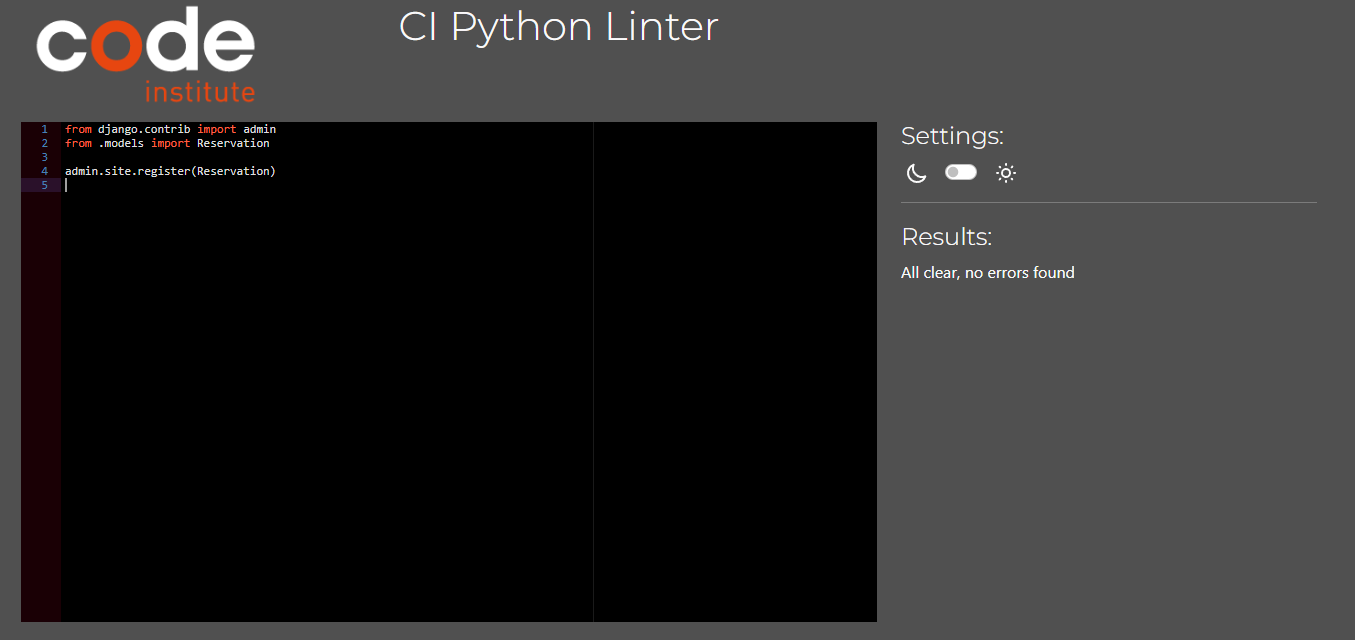 code
institute
CI Python Linter
1 from django.contrib import admin
2 from .models import Reservation
3
4 admin.site.register(Reservation)
5
Settings:
Results:
All clear, no errors found